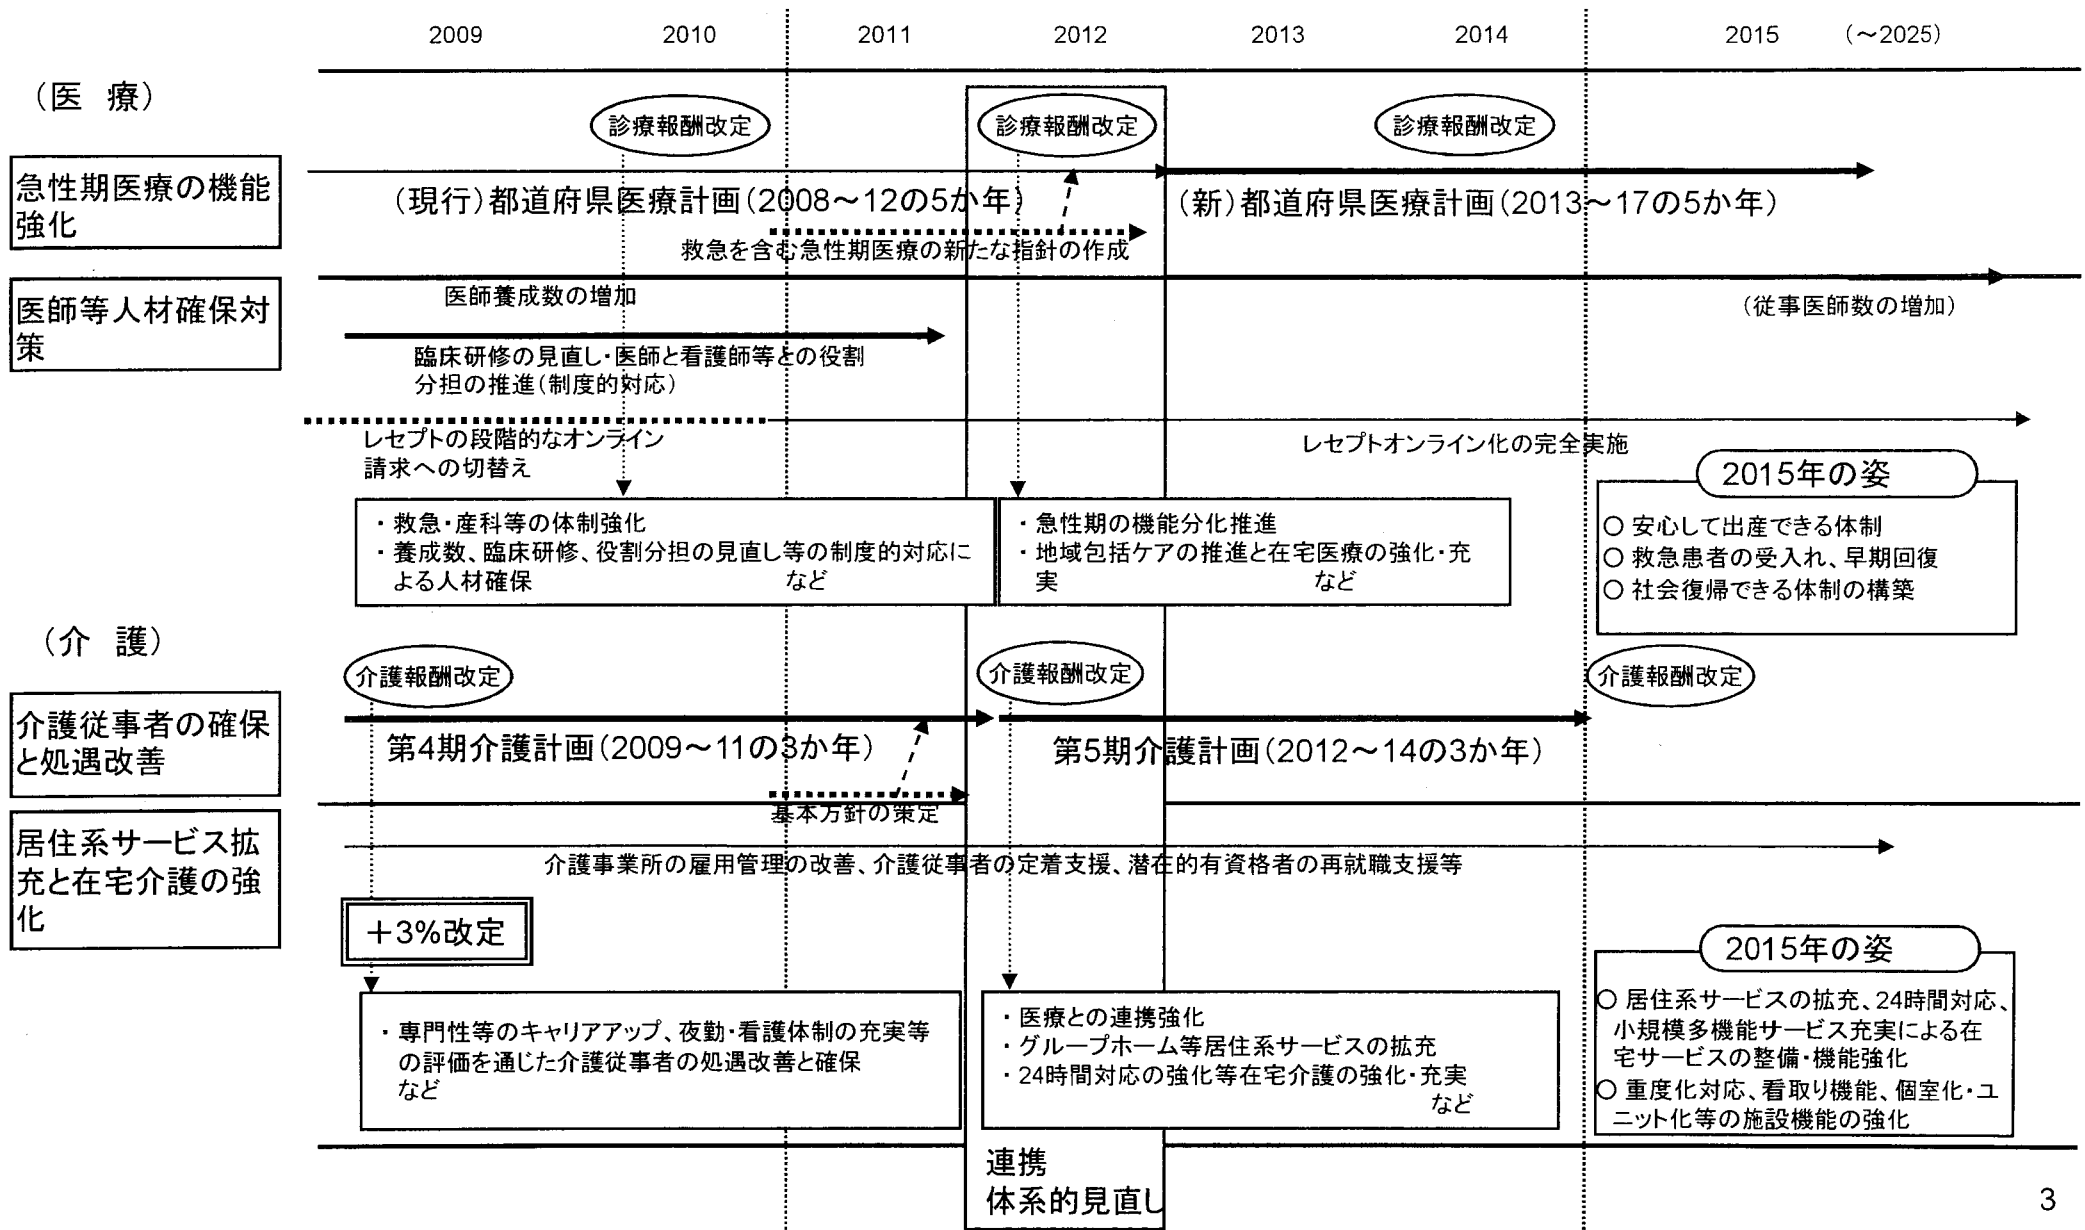 2009 2010 2011 2012 2013 2014 2015 (～2025)
（医 療）
診療報酬改定 診療報酬改定 診療報酬改定
急性期医療の機能
強化
（現行）都道府県医療計画（2008～12の5か年） （新）都道府県医療計画（2013～17の5か年）
救急を含む急性期医療の新たな指針の作成
医師等人材確保対
策
医師養成数の増加
（従事医師数の増加）
臨床研修の見直し・医師と看護師等との役割
分担の推進（制度的対応）
レセプトの段階的なオンライン
請求への切替え
レセプトオンライン化の完全実施
・救急・産科等の体制強化
・養成数、臨床研修、役割分担の見直し等の制度的対応に
よる人材確保 など
・急性期の機能分化推進
・地域包括ケアの推進と在宅医療の強化・充
実 など
2015年の姿
○ 安心して出産できる体制
○ 救急患者の受入れ、早期回復
○ 社会復帰できる体制の構築
（介 護）
介護報酬改定 介護報酬改定 介護報酬改定
介護従事者の確保
と処遇改善
第4期介護計画（2009～11の3か年） 第5期介護計画（2012～14の3か年）
基本方針の策定
居住系サービス拡
充と在宅介護の強
化
介護事業所の雇用管理の改善、介護従事者の定着支援、潜在的有資格者の再就職支援等
＋3％改定
・専門性等のキャリアアップ、夜勤・看護体制の充実等
の評価を通じた介護従事者の処遇改善と確保
など
・医療との連携強化
・グループホーム等居住系サービスの拡充
・24時間対応の強化等在宅介護の強化・充実
など
2015年の姿
○ 居住系サービスの拡充、24時間対応、
小規模多機能サービス充実による在
宅サービスの整備・機能強化
○ 重度化対応、看取り機能、個室化・ユ
ニット化等の施設機能の強化
連携
体系的見直し
3